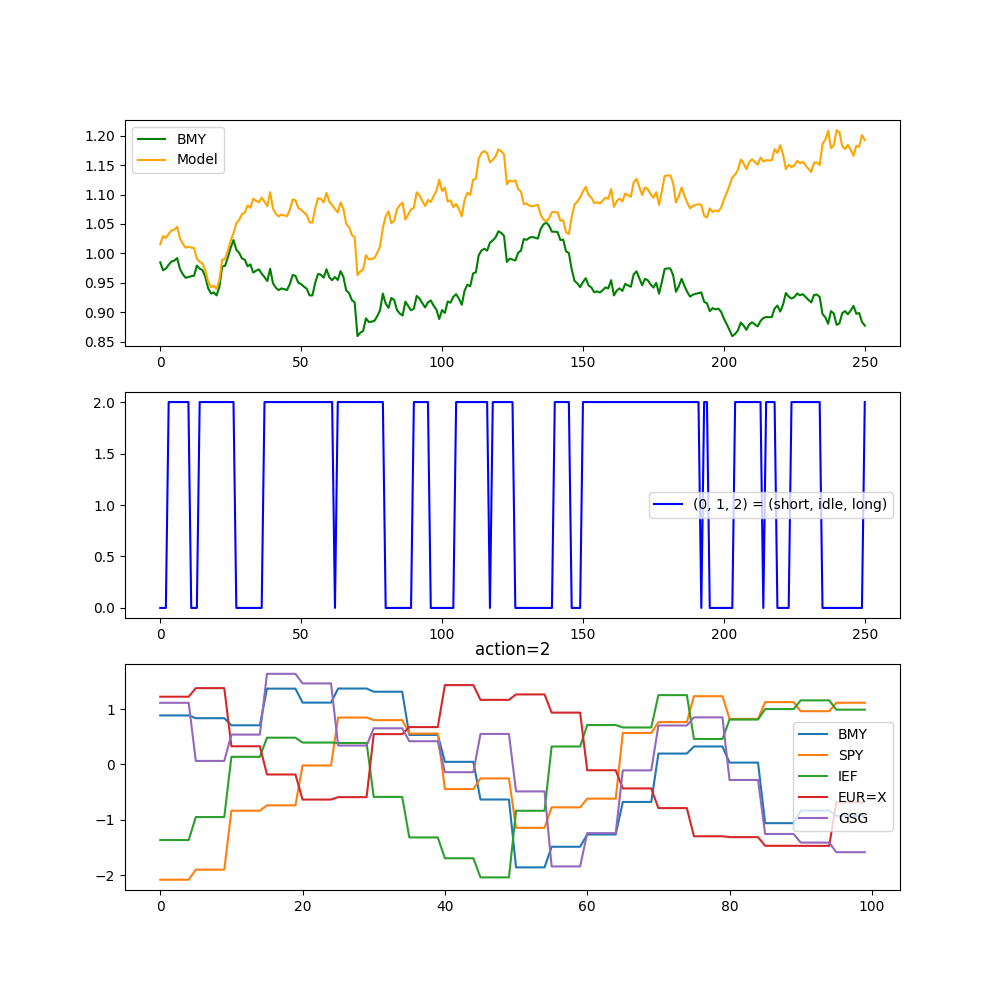 BMY
Model
1.20
1.15
1.10
1.05
1.00
0.95
0.90
0.85
0 50 100 150 200 250
2.0
1.5
1.0
0.5
0.0
(0, 1, 2) = (short, idle, long)
0 50 100 150 200 250
action=2
1
0
−1
−2
BMY
SPY
IEF
EUR=X
GSG
0 20 40 60 80 100